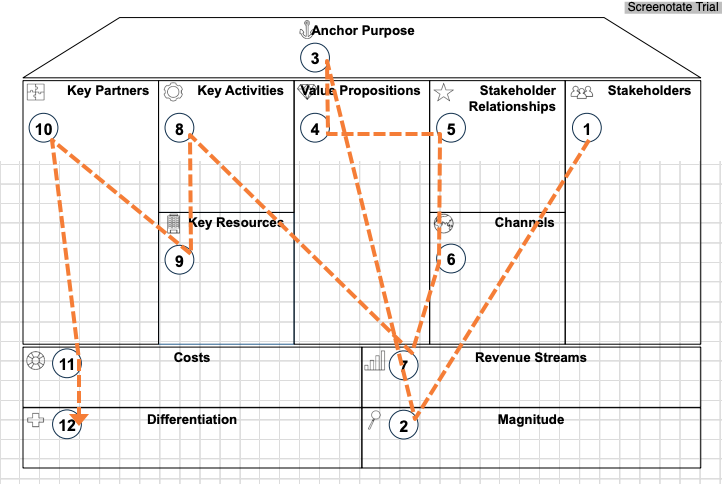 Screenotate Trial
Anchor Purpose
3
Key Partners
Key Activities
Value Propositions
Stakeholder
Relationships
Stakeholders
10
8
4
5
1
Key Resources
Channels
9
6
Costs
Revenue Streams
11
7
Differentiation
Magnitude
12
2